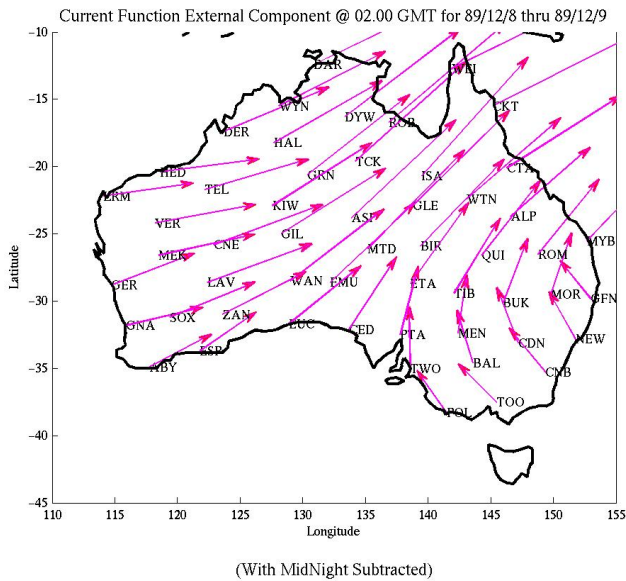 Current Function External Component @ 02.00 GMT for 89/12/8 thru 89/12/9
−10
DAR WEI
−15
WYN DYW ROB CKT
DER
HAL
−20
HED TCK CTA
TEL GRN ISA
ERM
KIW WTN
VER ASP GLE ALP
−25
CNE GIL BIR MYB
MEK MTD QUI ROM
GER LAV WAN EMU ETA
TIB MOR GFN
−30
BUK
GNA SOX ZAN EUC CED
PTA MEN CDN NEW
ESP
−35
ABY TWO BAL CNB
TOO
POL
−40
−45
110 115 120 125 130 135 140 145 150 155
Latitude
Longitude
(With MidNight Subtracted)